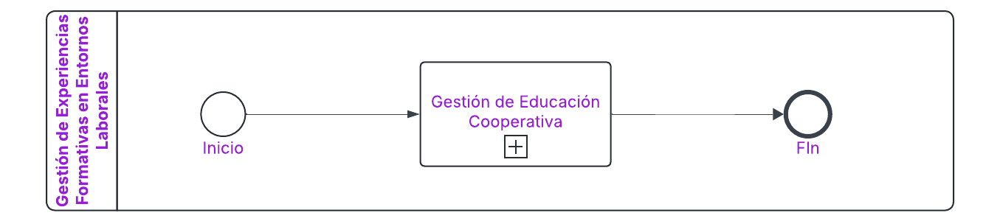 Gestión de Experiencias
Formativas en Entornos
Laborales
Inicio
Gestión de Educación
Cooperativa
FIn